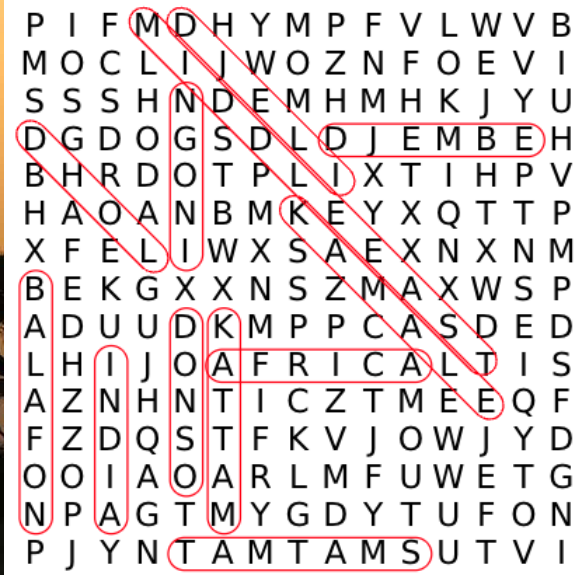 P I F M D H Y M P F V L W V B
M O C L I J W O Z N F O E V I
S S S H N D E M H M H K J Y U
D G D O G S D L D J E M B E H
B H R D O T P L I X T I H P V
H A O A N B M K E Y X Q T T P
X F E L I W X S A E X N X N M
B E K G X X N S Z M A X W S P
A D U U D K M P P C A S D E D
L H I J O A F R I C A L T I S
A Z N H N T I C Z T M E E Q F
F Z D Q S T F K V J O W J Y D
O O I A O A R L M F U W E T G
N P A G T M Y G D Y T U F O N
P J Y N T A M T A M S U T V I